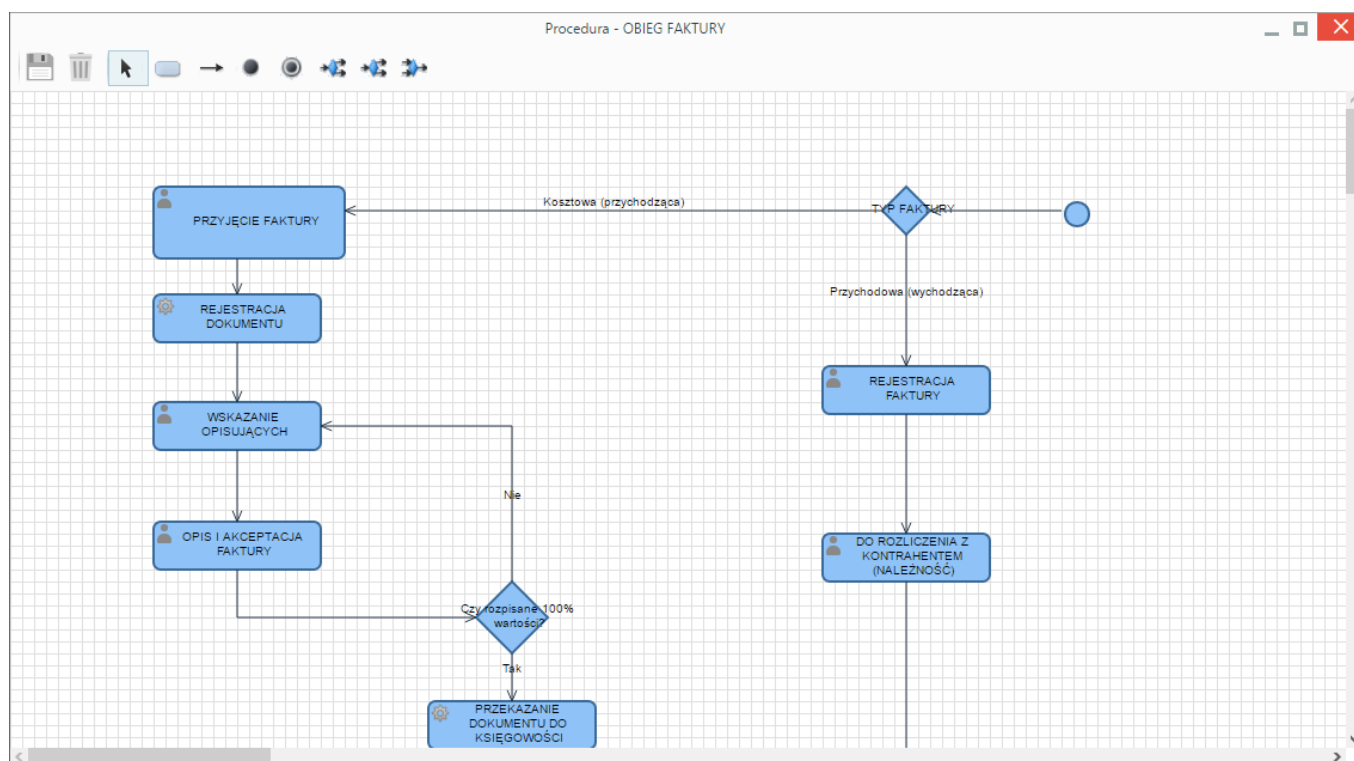 Procedura - OBIEG FAKTURY
Kosztowa (przychodząca)
TYP FAKTURY
PRZYJĘCIE FAKTURY
Przychodowa (wychodząca)
REJESTRACJA
DOKUMENTU
REJESTRACJA
FAKTURY
WSKAZANIE
OPISUJĄCYCH
Nie
OPIS I AKCEPTACJA
FAKTURY
DO ROZLICZENIA Z
KONTRAHENTEM
(NALEŻNOŚĆ)
Czy rozpisane 100%
wartości?
Tak
PRZEKAZANIE
DOKUMENTU DO
KSIĘGOWOŚCI